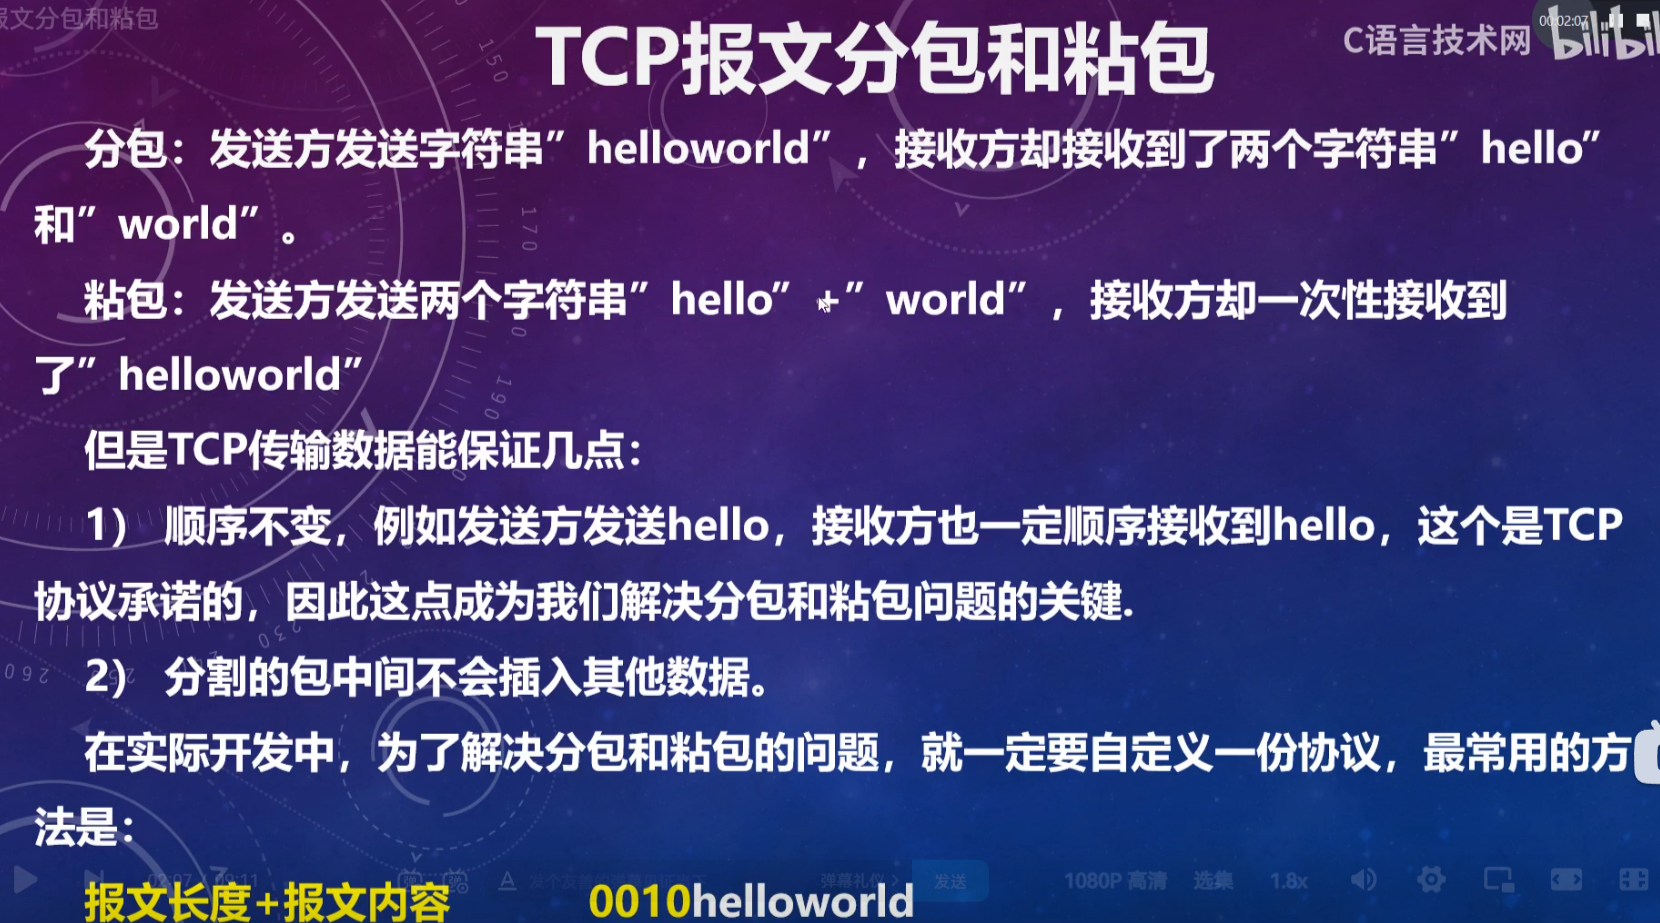 报文分包和粘包
TCP报文分包和粘包
C语言技术网
bilibili
00:02:07
分包：发送方发送字符串”helloworld”，接收方却接收到了两个字符串”hello”
和”world”。
粘包：发送方发送两个字符串”hello”+”world”，接收方却一次性接收到
了”helloworld”
但是TCP传输数据能保证几点：
1） 顺序不变，例如发送方发送hello，接收方也一定顺序接收到hello，这个是TCP
协议承诺的，因此这点成为我们解决分包和粘包问题的关键.
2） 分割的包中间不会插入其他数据。
在实际开发中，为了解决分包和粘包的问题，就一定要自定义一份协议，最常用的方
法是：
报文长度+报文内容 0010helloworld
弹幕礼仪 > 发送 1080P 高清 选集 1.8x
150
170
190
230
260